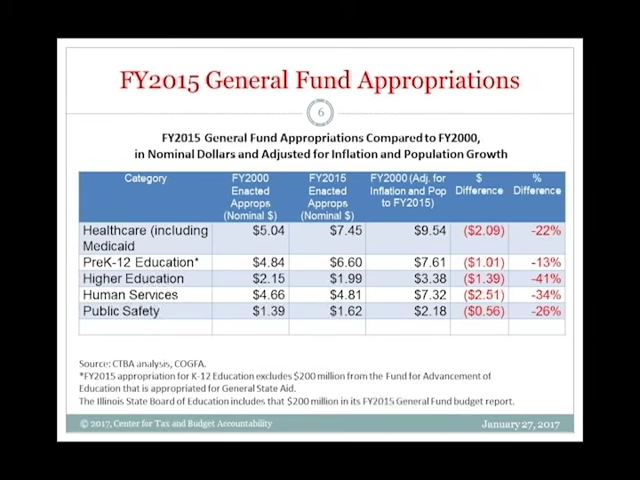 FY2015 General Fund Appropriations
6
FY2015 General Fund Appropriations Compared to FY2000,
in Nominal Dollars and Adjusted for Inflation and Population Growth
Category FY2000 Enacted Approps (Nominal $) FY2015 Enacted Approps (Nominal $) FY2000 (Adj. for Inflation and Pop to FY2015) $ Difference % Difference
Healthcare (including Medicaid $5.04 $7.45 $9.54 ($2.09) -22%
PreK-12 Education* $4.84 $6.60 $7.61 ($1.01) -13%
Higher Education $2.15 $1.99 $3.38 ($1.39) -41%
Human Services $4.66 $4.81 $7.32 ($2.51) -34%
Public Safety $1.39 $1.62 $2.18 ($0.56) -26%
Source: CTBA analysis, COGFA.
*FY2015 appropriation for K-12 Education excludes $200 million from the Fund for Advancement of
Education that is appropriated for General State Aid.
The Illinois State Board of Education includes that $200 million in its FY2015 General Fund budget report.
© 2017, Center for Tax and Budget Accountability
January 27, 2017